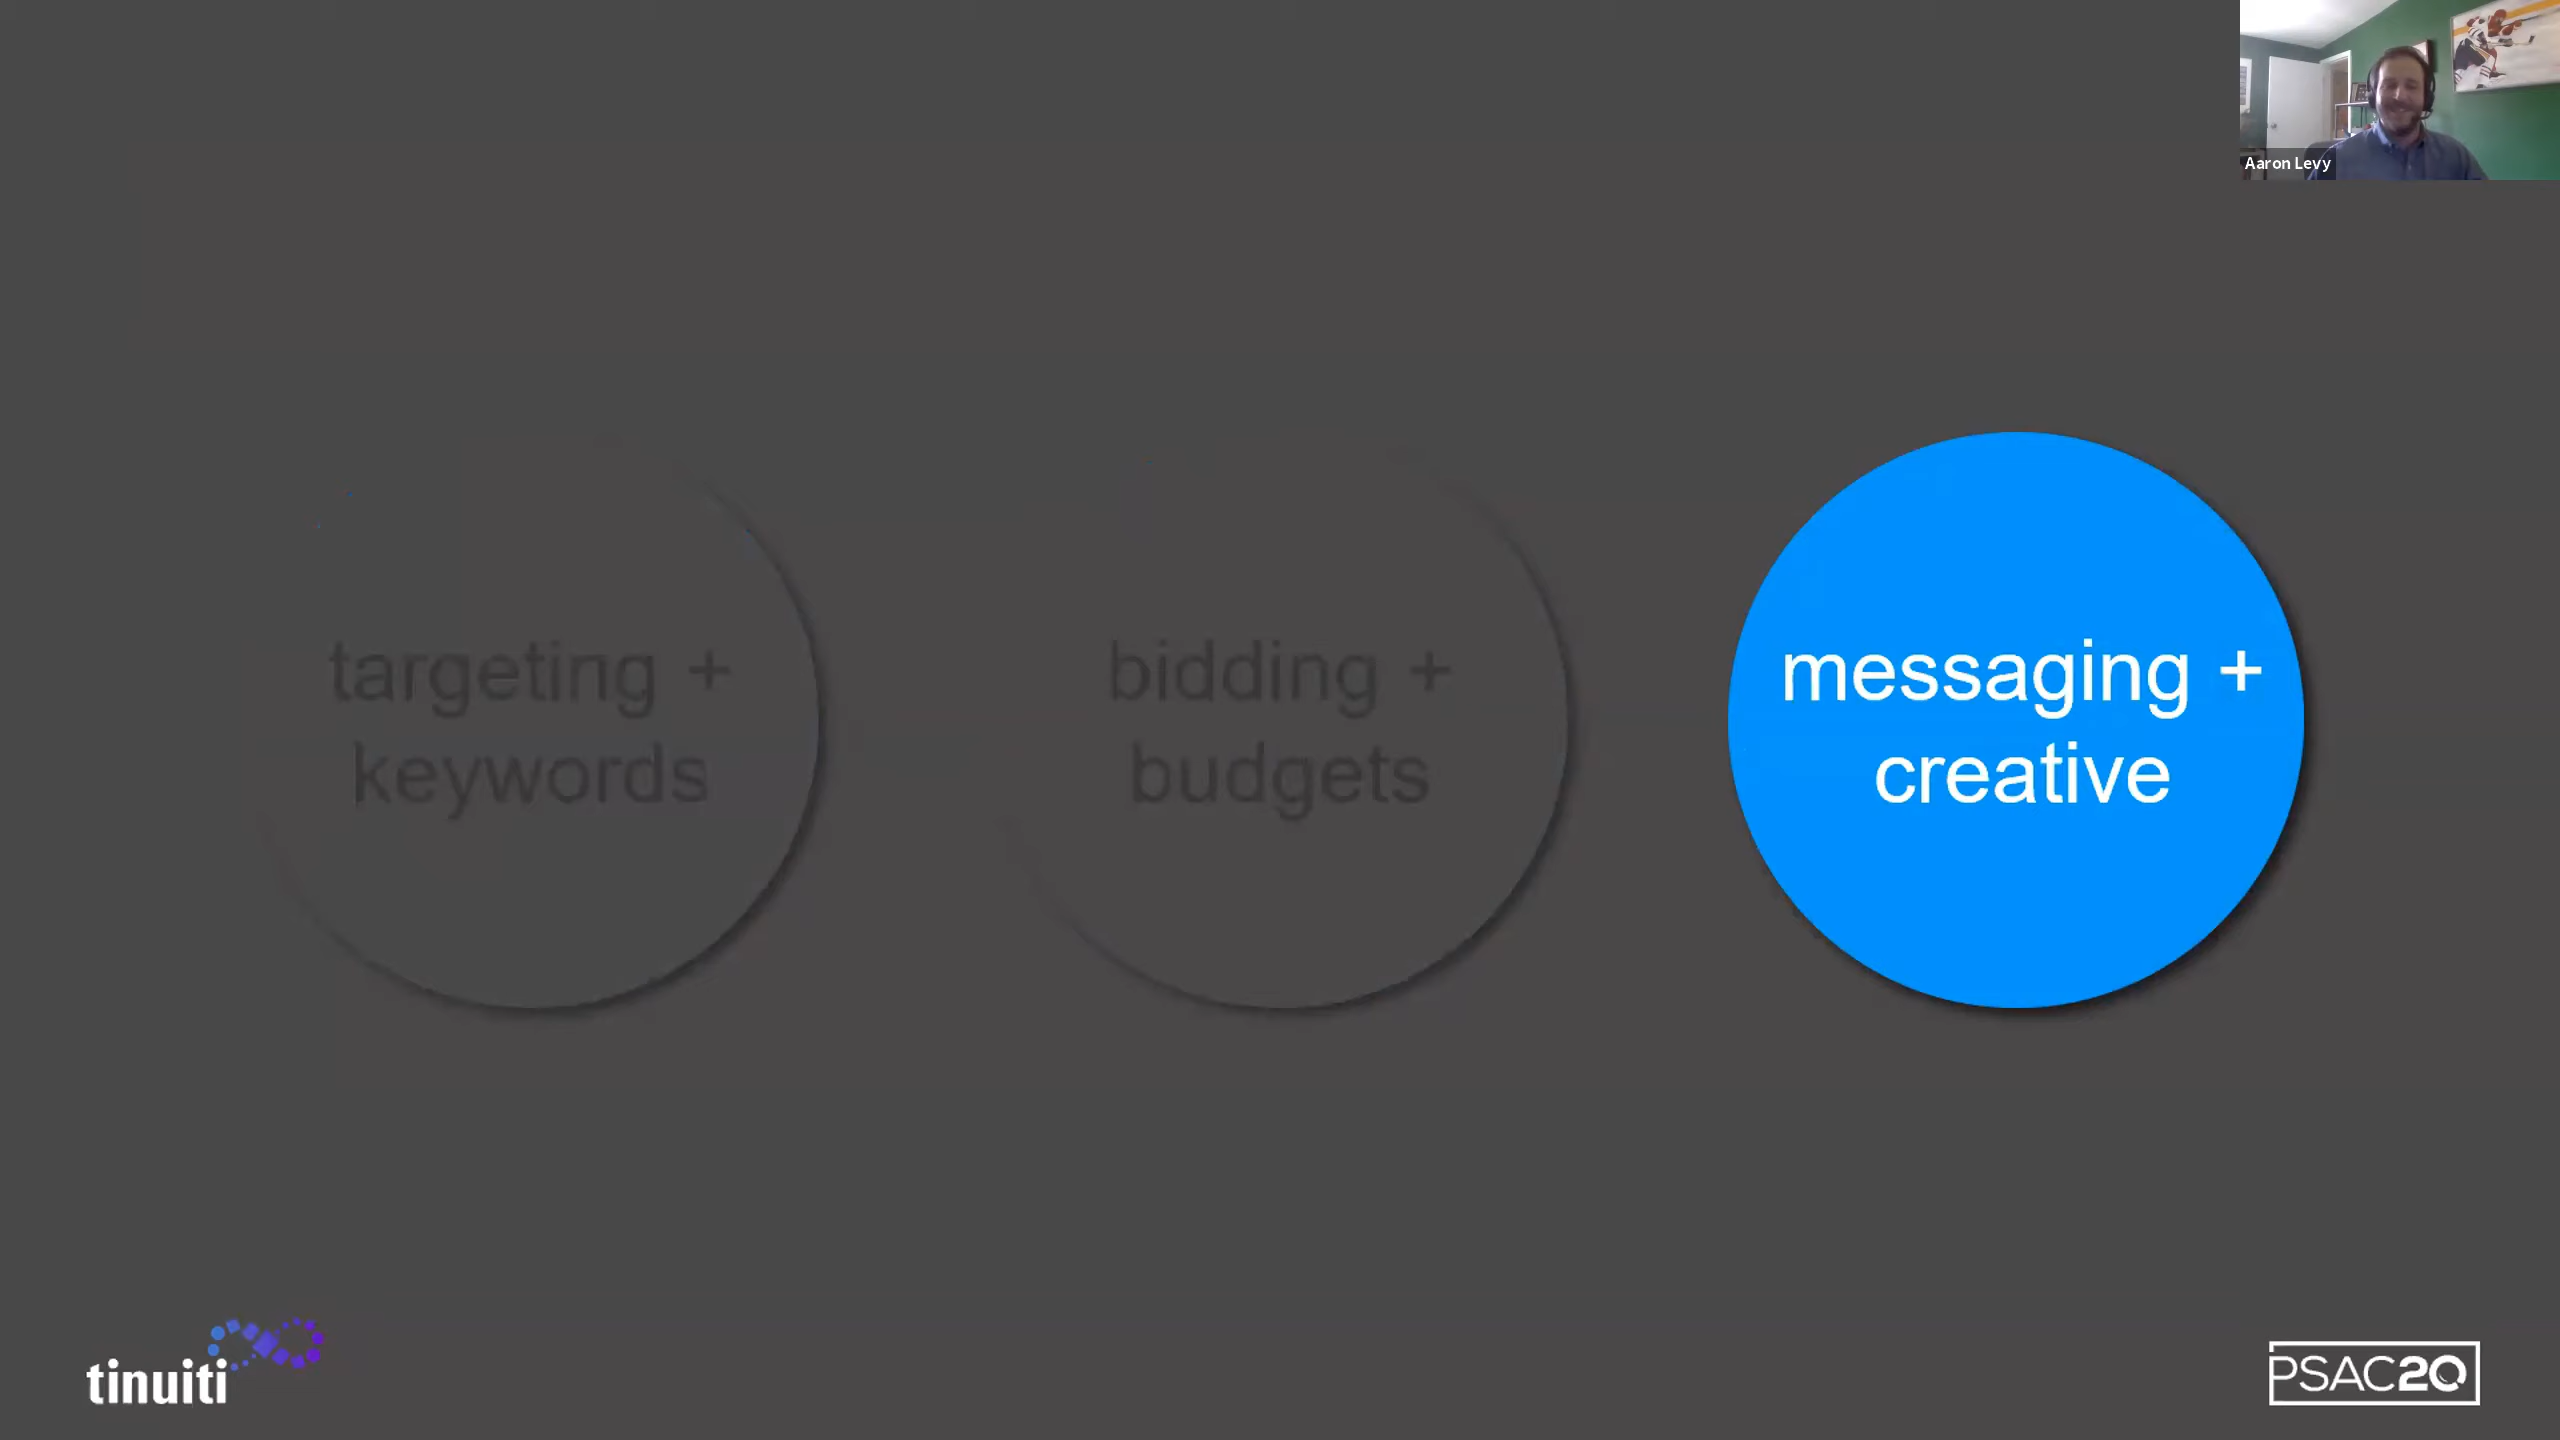 Aaron Levy
targeting +
keywords
bidding +
budgets
messaging +
creative
tinuiti
PSAC20